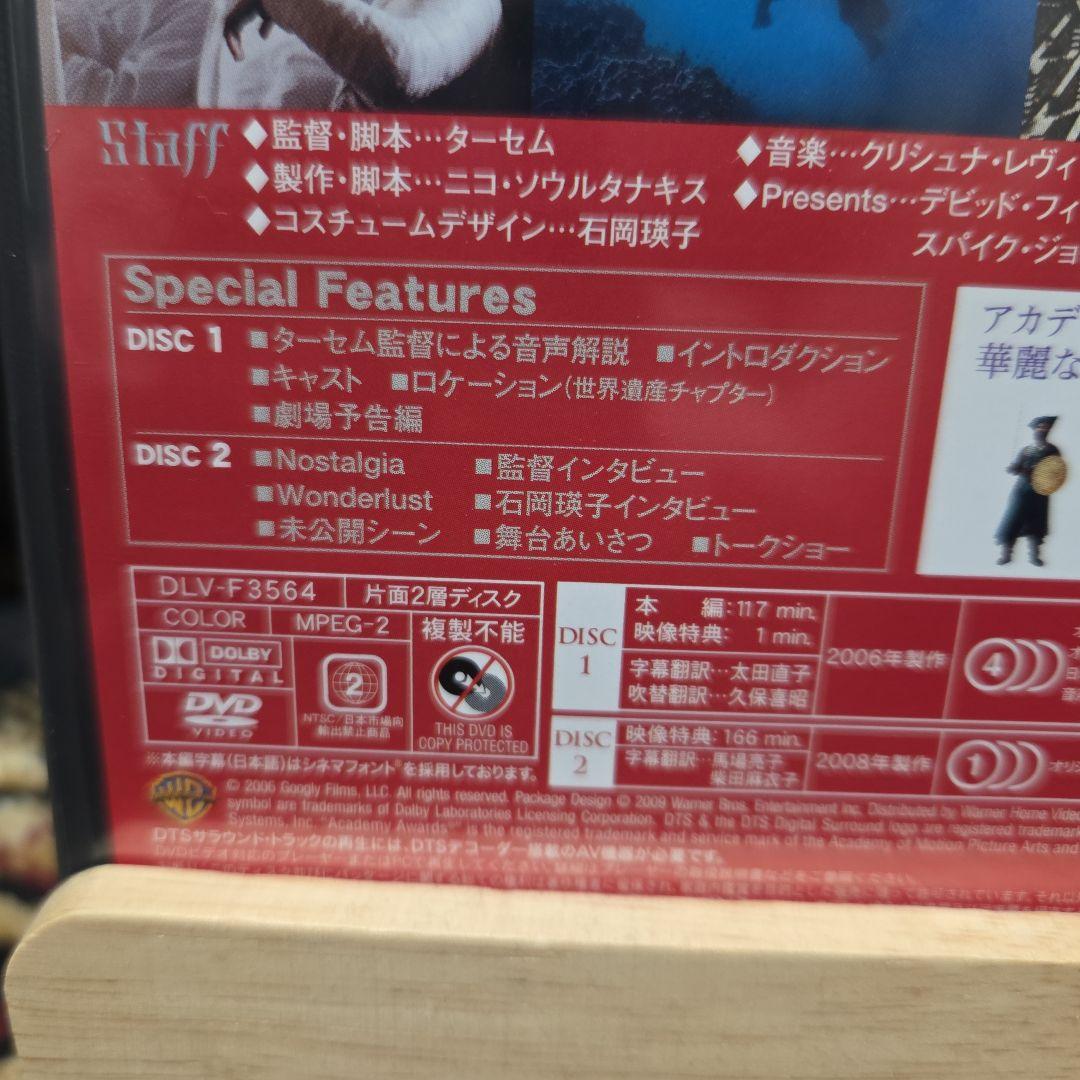 Staff
◆監督・脚本…ターセム
◆製作・脚本…ニコ・ソウルタナキス
◆コスチュームデザイン…石岡瑛子
◆音楽…クリシュナ・レヴィ
◆Presents…デビッド・フィ
スパイク・ジョ
Special Features
DISC 1 ■ターセム監督による音声解説 ■イントロダクション
■キャスト ■ロケーション(世界遺産チャプター)
■劇場予告編
DISC 2 ■Nostalgia ■監督インタビュー
■Wonderlust ■石岡瑛子インタビュー
■未公開シーン ■舞台あいさつ ■トークショー
アカデ
華麗な
DLV-F3564 片面2層ディスク
COLOR MPEG-2 複製不能
DOLBY
DIGITAL
DVD
VIDEO
2
NTSC/日本市場向
輸出禁止商品
THIS DVD IS
COPY PROTECTED
DISC
1
本 編:117 min.
映像特典: 1 min.
字幕翻訳…太田直子
吹替翻訳…久保喜昭
2006年製作
4
DISC
2
映像特典:166 min.
字幕翻訳…馬場亮子
柴田麻衣子
2008年製作
1
オリ
※本編字幕(日本語)はシネマフォント®を採用しております。
WB
© 2006 Googly Films, LLC. All rights reserved. Package Design © 2009 Warner Bros. Entertainment Inc. Distributed by Warner Home Video
symbol are trademarks of Dolby Laboratories Licensing Corporation. DTS & the DTS Digital Surround logo are registered trademark
Systems, Inc. "Academy Awards" is the registered trademark and service mark of the Academy of Motion Picture Arts and
DTSサラウンド・トラックの再生には、DTSデコーダー搭載のAV機器が必要です。